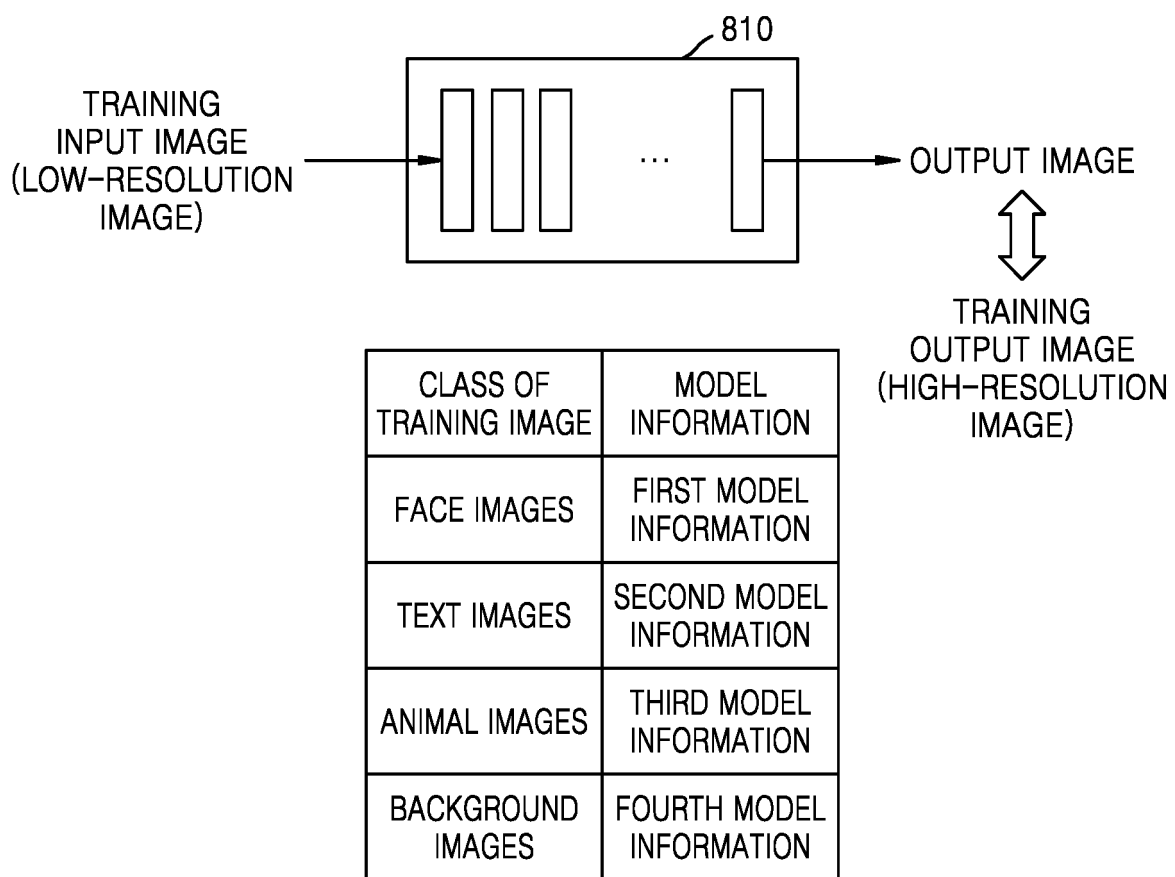 810
TRAINING
INPUT IMAGE
(LOW-RESOLUTION
IMAGE)
...
OUTPUT IMAGE
TRAINING
OUTPUT IMAGE
(HIGH-RESOLUTION
IMAGE)
CLASS OF
TRAINING IMAGE
MODEL
INFORMATION
FACE IMAGES
FIRST MODEL
INFORMATION
TEXT IMAGES
SECOND MODEL
INFORMATION
ANIMAL IMAGES
THIRD MODEL
INFORMATION
BACKGROUND
IMAGES
FOURTH MODEL
INFORMATION